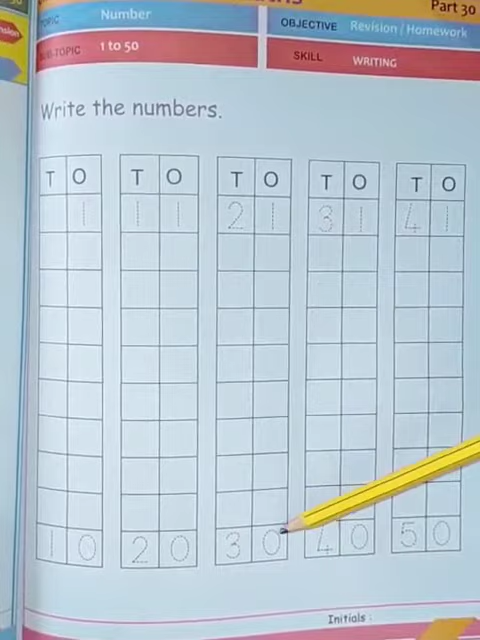 Part 30
TOPIC Number
OBJECTIVE Revision / Homework
SUB-TOPIC 1 to 50
SKILL WRITING
Write the numbers.
T O T O T O T O T O
1 1 1 2 1 3 1 4 1
1 0 2 0 3 0 4 0 5 0
Initials :